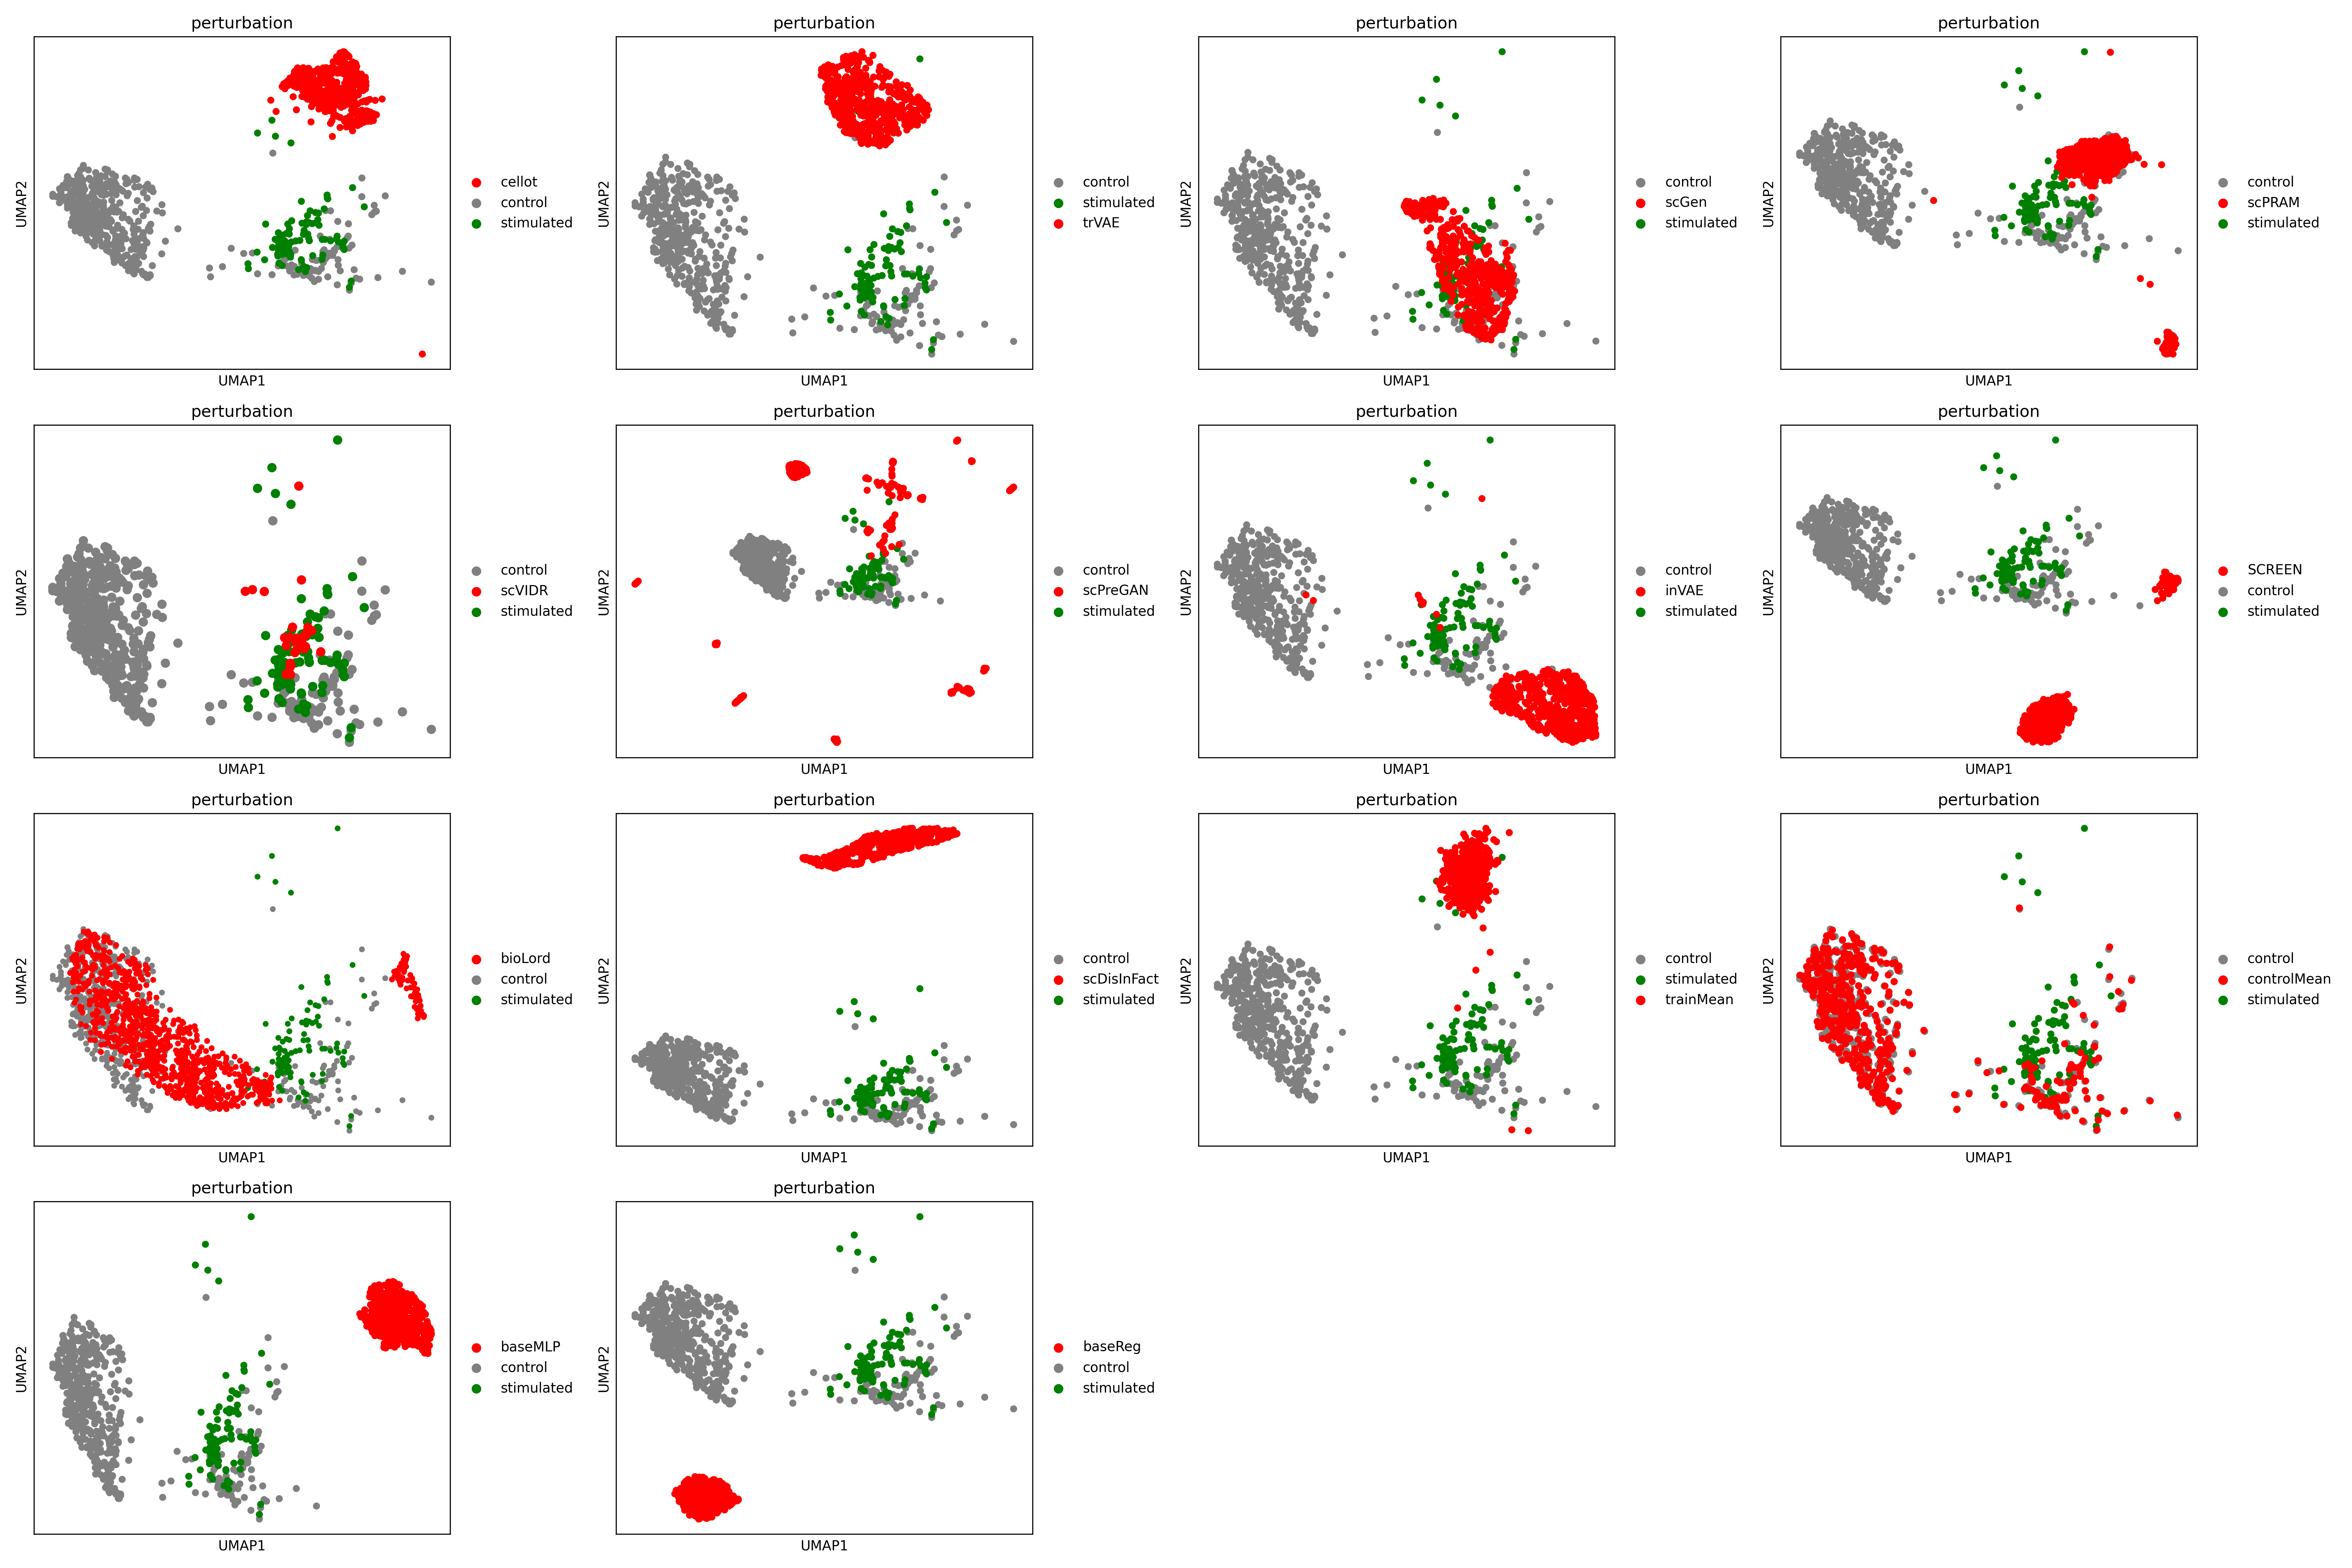 perturbation
UMAP2
UMAP1
cellot
control
stimulated
perturbation
UMAP2
UMAP1
control
stimulated
trVAE
perturbation
UMAP2
UMAP1
control
scGen
stimulated
perturbation
UMAP2
UMAP1
control
scPRAM
stimulated
perturbation
UMAP2
UMAP1
control
scVIDR
stimulated
perturbation
UMAP2
UMAP1
control
scPreGAN
stimulated
perturbation
UMAP2
UMAP1
control
inVAE
stimulated
perturbation
UMAP2
UMAP1
SCREEN
control
stimulated
perturbation
UMAP2
UMAP1
bioLord
control
stimulated
perturbation
UMAP2
UMAP1
control
scDisInFact
stimulated
perturbation
UMAP2
UMAP1
control
stimulated
trainMean
perturbation
UMAP2
UMAP1
control
controlMean
stimulated
perturbation
UMAP2
UMAP1
baseMLP
control
stimulated
perturbation
UMAP2
UMAP1
baseReg
control
stimulated